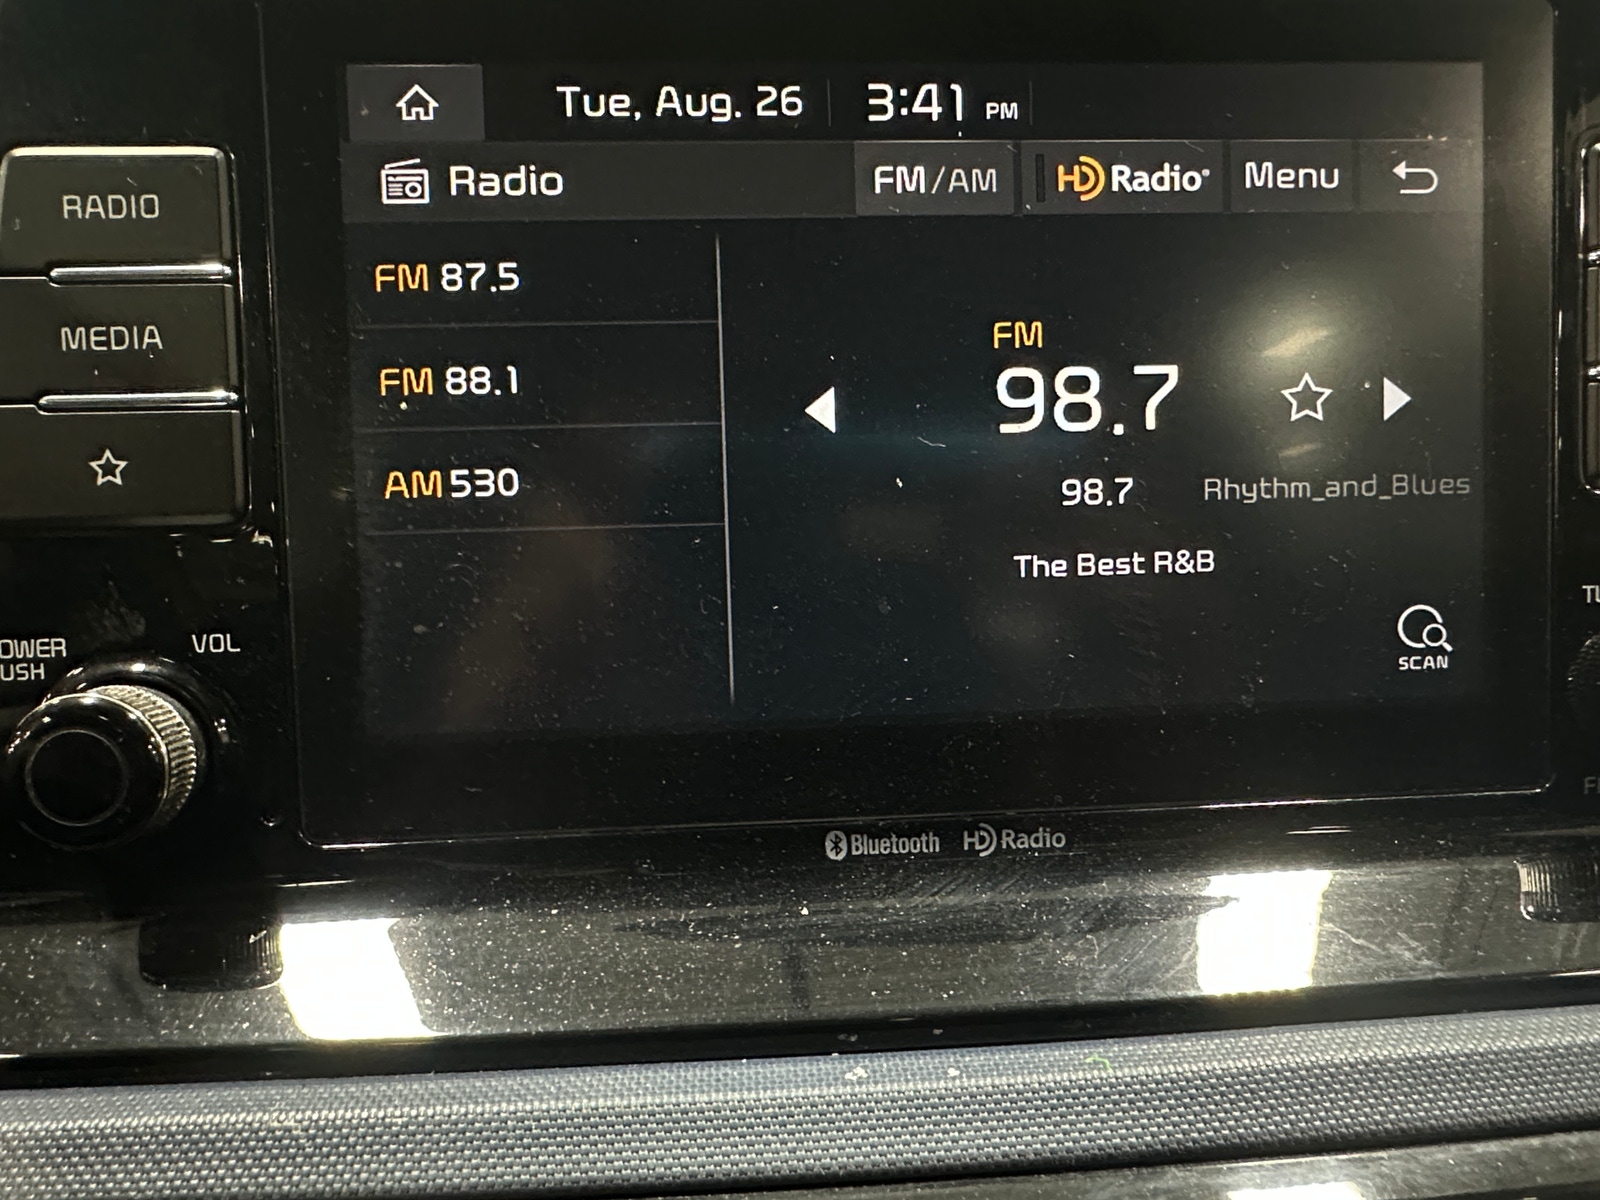 Tue, Aug. 26 3:41 PM
Radio FM/AM HD Radio Menu
RADIO
MEDIA
FM 87.5
FM 88.1
AM 530
FM
98.7
98.7 Rhythm_and_Blues
The Best R&B
SCAN
VOL
Bluetooth HD Radio